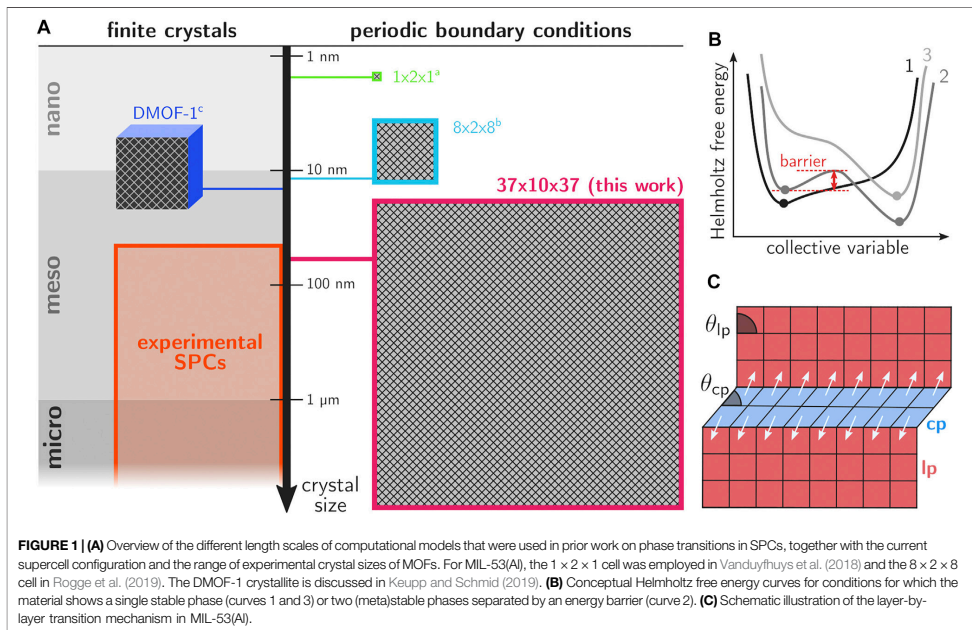 A
finite crystals
periodic boundary conditions
nano
meso
micro
1 nm
10 nm
100 nm
1 μm
crystal
size
DMOF-1ᶜ
experimental
SPCs
1x2x1ᵃ
8x2x8ᵇ
37x10x37 (this work)
B
Helmholtz free energy
collective variable
barrier
1
3
2
C
θlp
θcp
cp
lp
FIGURE 1 | (A) Overview of the different length scales of computational models that were used in prior work on phase transitions in SPCs, together with the current
supercell configuration and the range of experimental crystal sizes of MOFs. For MIL-53(Al), the 1 × 2 × 1 cell was employed in Vanduyfhuys et al. (2018) and the 8 × 2 × 8
cell in Rogge et al. (2019). The DMOF-1 crystallite is discussed in Keupp and Schmid (2019). (B) Conceptual Helmholtz free energy curves for conditions for which the
material shows a single stable phase (curves 1 and 3) or two (meta)stable phases separated by an energy barrier (curve 2). (C) Schematic illustration of the layer-by-
layer transition mechanism in MIL-53(Al).